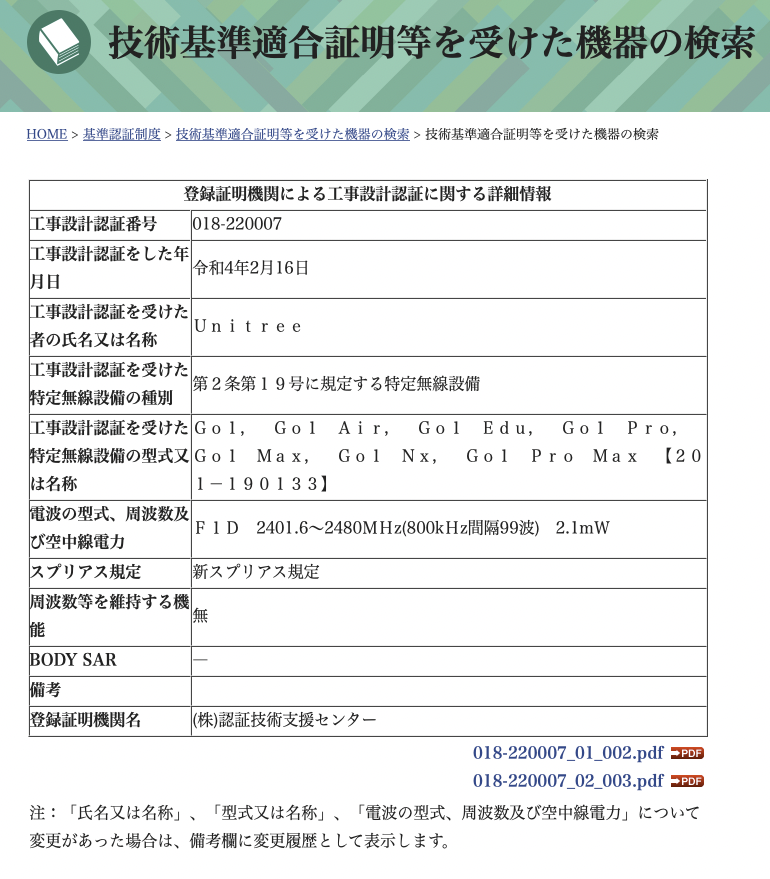 技術基準適合証明等を受けた機器の検索
HOME > 基準認証制度 > 技術基準適合証明等を受けた機器の検索 > 技術基準適合証明等を受けた機器の検索
登録証明機関による工事設計認証に関する詳細情報
工事設計認証番号 018-220007
工事設計認証をした年
月日
令和4年2月16日
工事設計認証を受けた
者の氏名又は名称
Ｕｎｉｔｒｅｅ
工事設計認証を受けた
特定無線設備の種別
第２条第１９号に規定する特定無線設備
工事設計認証を受けた
特定無線設備の型式又
は名称
Ｇｏ１，　Ｇｏ１　Ａｉｒ，　Ｇｏ１　Ｅｄｕ，　Ｇｏ１　Ｐｒｏ，
Ｇｏ１　Ｍａｘ，　Ｇｏ１　Ｎｘ，　Ｇｏ１　Ｐｒｏ　Ｍａｘ　【２０
１－１９０１３３】
電波の型式、周波数及
び空中線電力
Ｆ１Ｄ　2401.6～2480MHz(800kHz間隔99波)　2.1mW
スプリアス規定 新スプリアス規定
周波数等を維持する機
能
無
BODY SAR ―
備考
登録証明機関名 (株)認証技術支援センター
018-220007_01_002.pdf PDF
018-220007_02_003.pdf PDF
注：「氏名又は名称」、「型式又は名称」、「電波の型式、周波数及び空中線電力」について
変更があった場合は、備考欄に変更履歴として表示します。